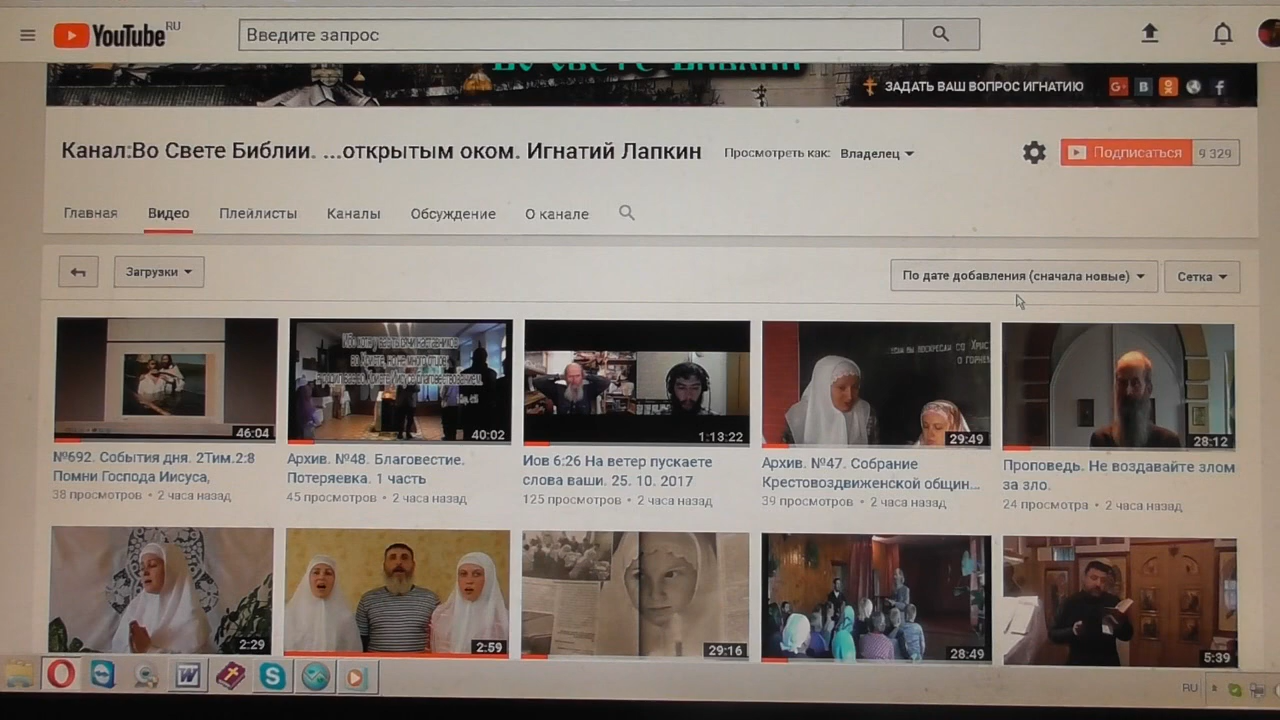 YouTube RU
Введите запрос
ЗАДАТЬ ВАШ ВОПРОС ИГНАТИЮ
G+ B f
Канал:Во Свете Библии. ...открытым оком. Игнатий Лапкин
Просмотреть как: Владелец
Подписаться 9 329
Главная Видео Плейлисты Каналы Обсуждение О канале
Загрузки
По дате добавления (сначала новые)
Сетка
46:04
№692. События дня. 2Тим.2:8
Помни Господа Иисуса,
38 просмотров • 2 часа назад
40:02
Архив. №48. Благовестие.
Потеряевка. 1 часть
45 просмотров • 2 часа назад
1:13:22
Иов 6:26 На ветер пускаете
слова ваши. 25. 10. 2017
125 просмотров • 2 часа назад
29:49
Архив. №47. Собрание
Крестовоздвиженской общин...
39 просмотров • 2 часа назад
28:12
Проповедь. Не воздавайте злом
за зло.
24 просмотра • 2 часа назад
2:29
2:59
29:16
28:49
5:39
RU